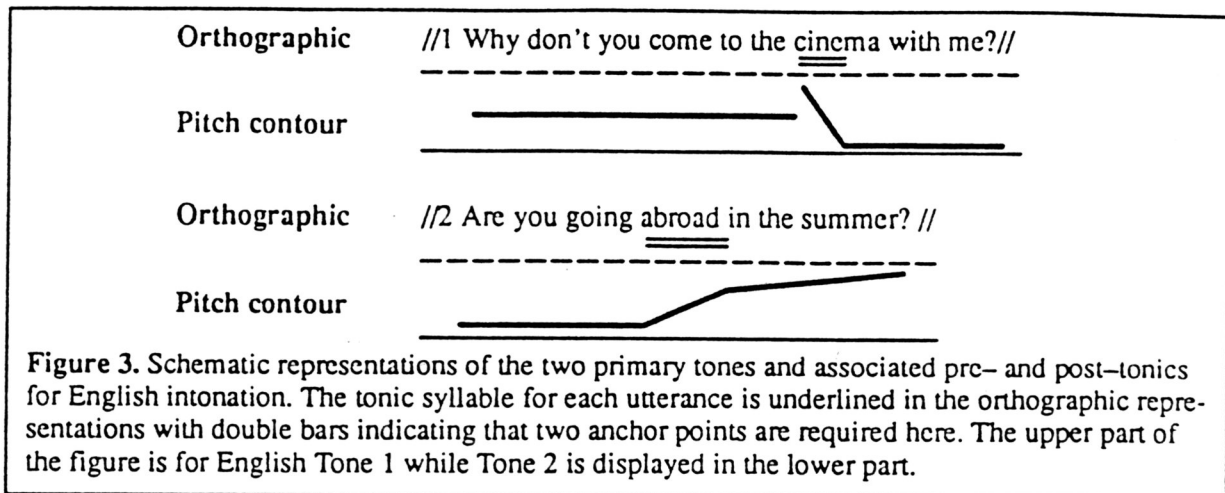 Orthographic //1 Why don't you come to the cinema with me?//
Pitch contour
Orthographic //2 Are you going abroad in the summer? //
Pitch contour
Figure 3. Schematic representations of the two primary tones and associated pre– and post–tonics
for English intonation. The tonic syllable for each utterance is underlined in the orthographic repre-
sentations with double bars indicating that two anchor points are required here. The upper part of
the figure is for English Tone 1 while Tone 2 is displayed in the lower part.